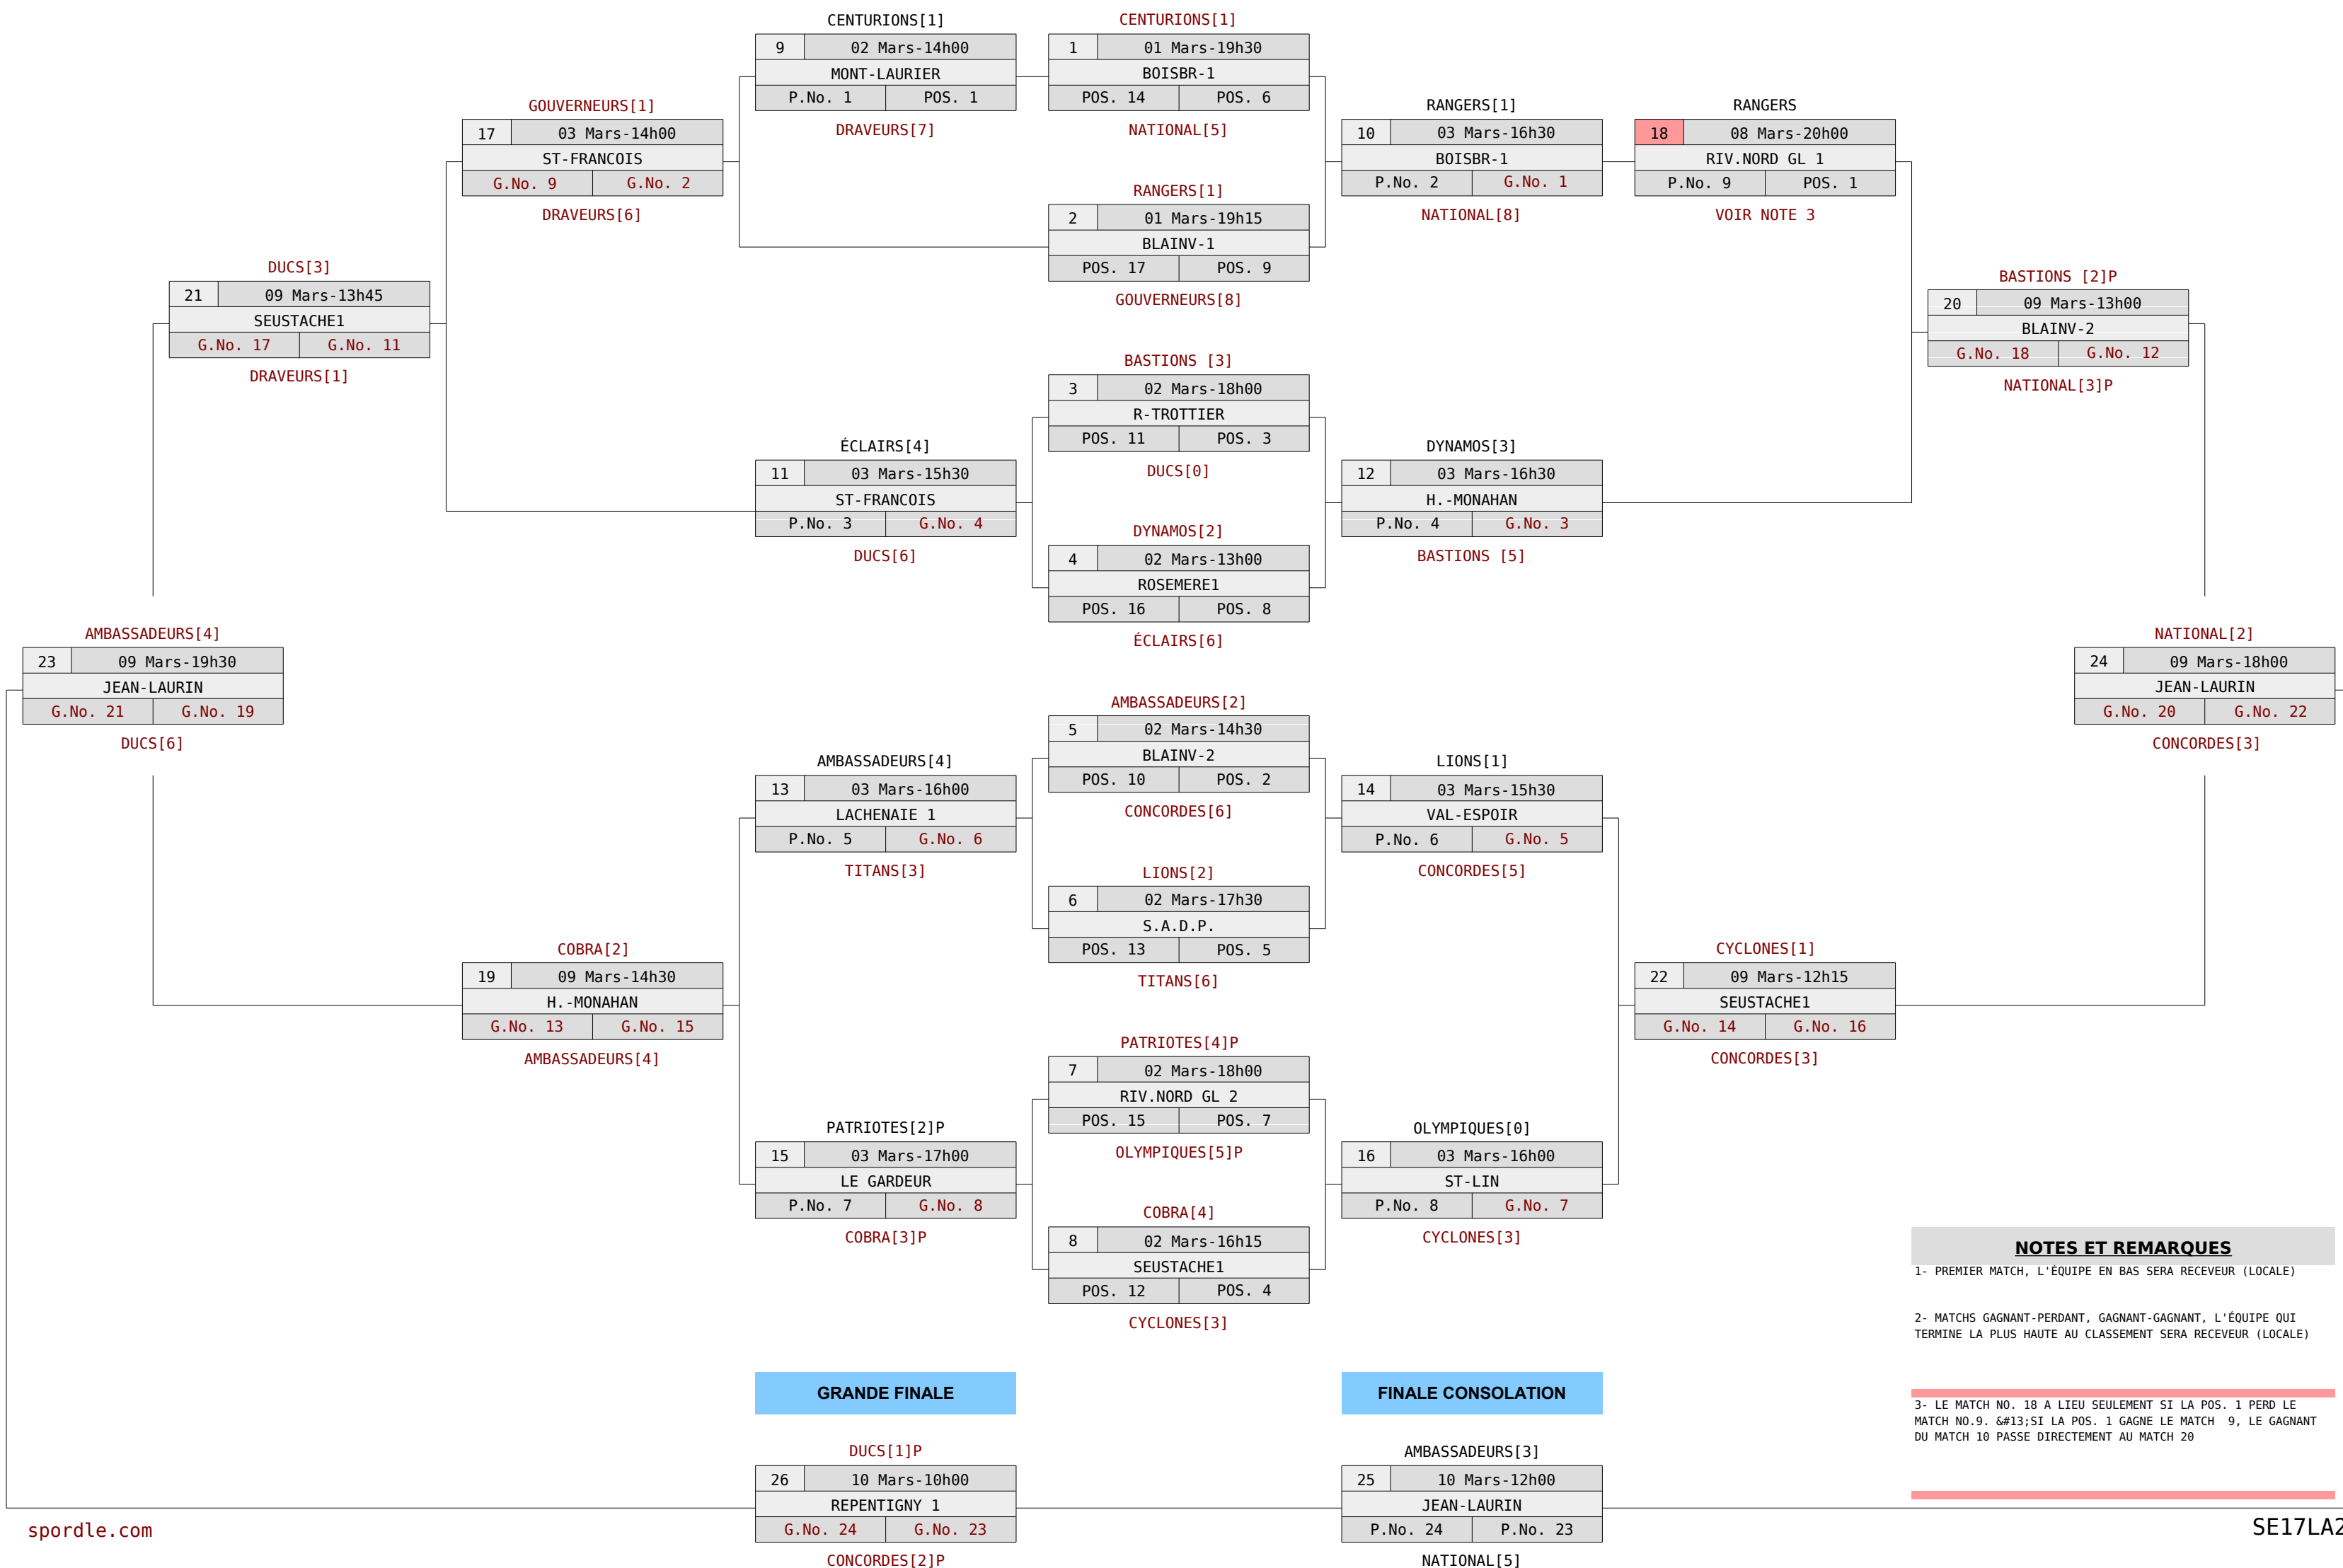 CENTURIONS[1]
9 02 Mars-14h00
MONT-LAURIER
P.No. 1 POS. 1
DRAVEURS[7]
CENTURIONS[1]
1 01 Mars-19h30
BOISBR-1
POS. 14 POS. 6
NATIONAL[5]
GOUVERNEURS[1]
17 03 Mars-14h00
ST-FRANCOIS
G.No. 9 G.No. 2
DRAVEURS[6]
RANGERS[1]
10 03 Mars-16h30
BOISBR-1
P.No. 2 G.No. 1
NATIONAL[8]
RANGERS
18 08 Mars-20h00
RIV.NORD GL 1
P.No. 9 POS. 1
VOIR NOTE 3
RANGERS[1]
2 01 Mars-19h15
BLAINV-1
POS. 17 POS. 9
GOUVERNEURS[8]
DUCS[3]
21 09 Mars-13h45
SEUSTACHE1
G.No. 17 G.No. 11
DRAVEURS[1]
BASTIONS [2]P
20 09 Mars-13h00
BLAINV-2
G.No. 18 G.No. 12
NATIONAL[3]P
BASTIONS [3]
3 02 Mars-18h00
R-TROTTIER
POS. 11 POS. 3
DUCS[0]
ÉCLAIRS[4]
11 03 Mars-15h30
ST-FRANCOIS
P.No. 3 G.No. 4
DUCS[6]
DYNAMOS[3]
12 03 Mars-16h30
H.-MONAHAN
P.No. 4 G.No. 3
BASTIONS [5]
DYNAMOS[2]
4 02 Mars-13h00
ROSEMERE1
POS. 16 POS. 8
ÉCLAIRS[6]
AMBASSADEURS[4]
23 09 Mars-19h30
JEAN-LAURIN
G.No. 21 G.No. 19
DUCS[6]
NATIONAL[2]
24 09 Mars-18h00
JEAN-LAURIN
G.No. 20 G.No. 22
CONCORDES[3]
AMBASSADEURS[2]
5 02 Mars-14h30
BLAINV-2
POS. 10 POS. 2
CONCORDES[6]
AMBASSADEURS[4]
13 03 Mars-16h00
LACHENAIE 1
P.No. 5 G.No. 6
TITANS[3]
LIONS[1]
14 03 Mars-15h30
VAL-ESPOIR
P.No. 6 G.No. 5
CONCORDES[5]
LIONS[2]
6 02 Mars-17h30
S.A.D.P.
POS. 13 POS. 5
TITANS[6]
COBRA[2]
19 09 Mars-14h30
H.-MONAHAN
G.No. 13 G.No. 15
AMBASSADEURS[4]
CYCLONES[1]
22 09 Mars-12h15
SEUSTACHE1
G.No. 14 G.No. 16
CONCORDES[3]
PATRIOTES[4]P
7 02 Mars-18h00
RIV.NORD GL 2
POS. 15 POS. 7
OLYMPIQUES[5]P
PATRIOTES[2]P
15 03 Mars-17h00
LE GARDEUR
P.No. 7 G.No. 8
COBRA[3]P
OLYMPIQUES[0]
16 03 Mars-16h00
ST-LIN
P.No. 8 G.No. 7
CYCLONES[3]
COBRA[4]
8 02 Mars-16h15
SEUSTACHE1
POS. 12 POS. 4
CYCLONES[3]
NOTES ET REMARQUES
1- PREMIER MATCH, L'ÉQUIPE EN BAS SERA RECEVEUR (LOCALE)
2- MATCHS GAGNANT-PERDANT, GAGNANT-GAGNANT, L'ÉQUIPE QUI
TERMINE LA PLUS HAUTE AU CLASSEMENT SERA RECEVEUR (LOCALE)
3- LE MATCH NO. 18 A LIEU SEULEMENT SI LA POS. 1 PERD LE
MATCH NO.9. &#13;SI LA POS. 1 GAGNE LE MATCH  9, LE GAGNANT
DU MATCH 10 PASSE DIRECTEMENT AU MATCH 20
GRANDE FINALE
FINALE CONSOLATION
DUCS[1]P
26 10 Mars-10h00
REPENTIGNY 1
G.No. 24 G.No. 23
CONCORDES[2]P
AMBASSADEURS[3]
25 10 Mars-12h00
JEAN-LAURIN
P.No. 24 P.No. 23
NATIONAL[5]
spordle.com
SE17LA2